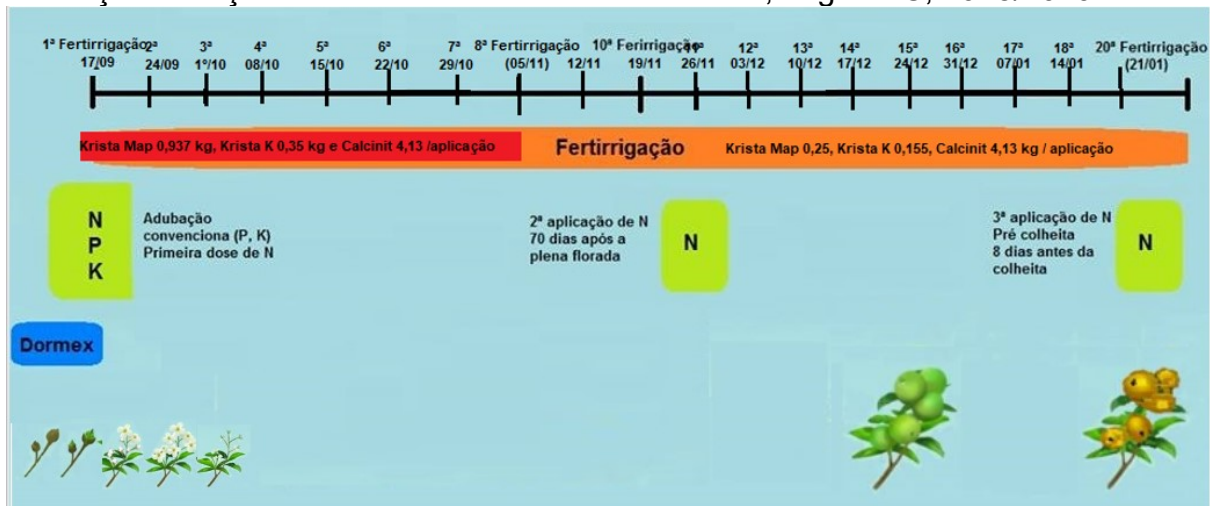 1ª Fertirrigação 2ª 3ª 4ª 5ª 6ª 7ª 8ª Fertirrigação 10ª Ferirrigação 11ª 12ª 13ª 14ª 15ª 16ª 17ª 18ª 20ª Fertirrigação
17/09 24/09 1º/10 08/10 15/10 22/10 29/10 (05/11) 12/11 19/11 26/11 03/12 10/12 17/12 24/12 31/12 07/01 14/01 (21/01)
Krista Map 0,937 kg, Krista K 0,35 kg e Calcinit 4,13 /aplicação
Fertirrigação
Krista Map 0,25, Krista K 0,155, Calcinit 4,13 kg / aplicação
N
P
K
Adubação
convenciona (P, K)
Primeira dose de N
2ª aplicação de N
70 dias após a
plena florada
N
3ª aplicação de N
Pré colheita
8 dias antes da
colheita
N
Dormex